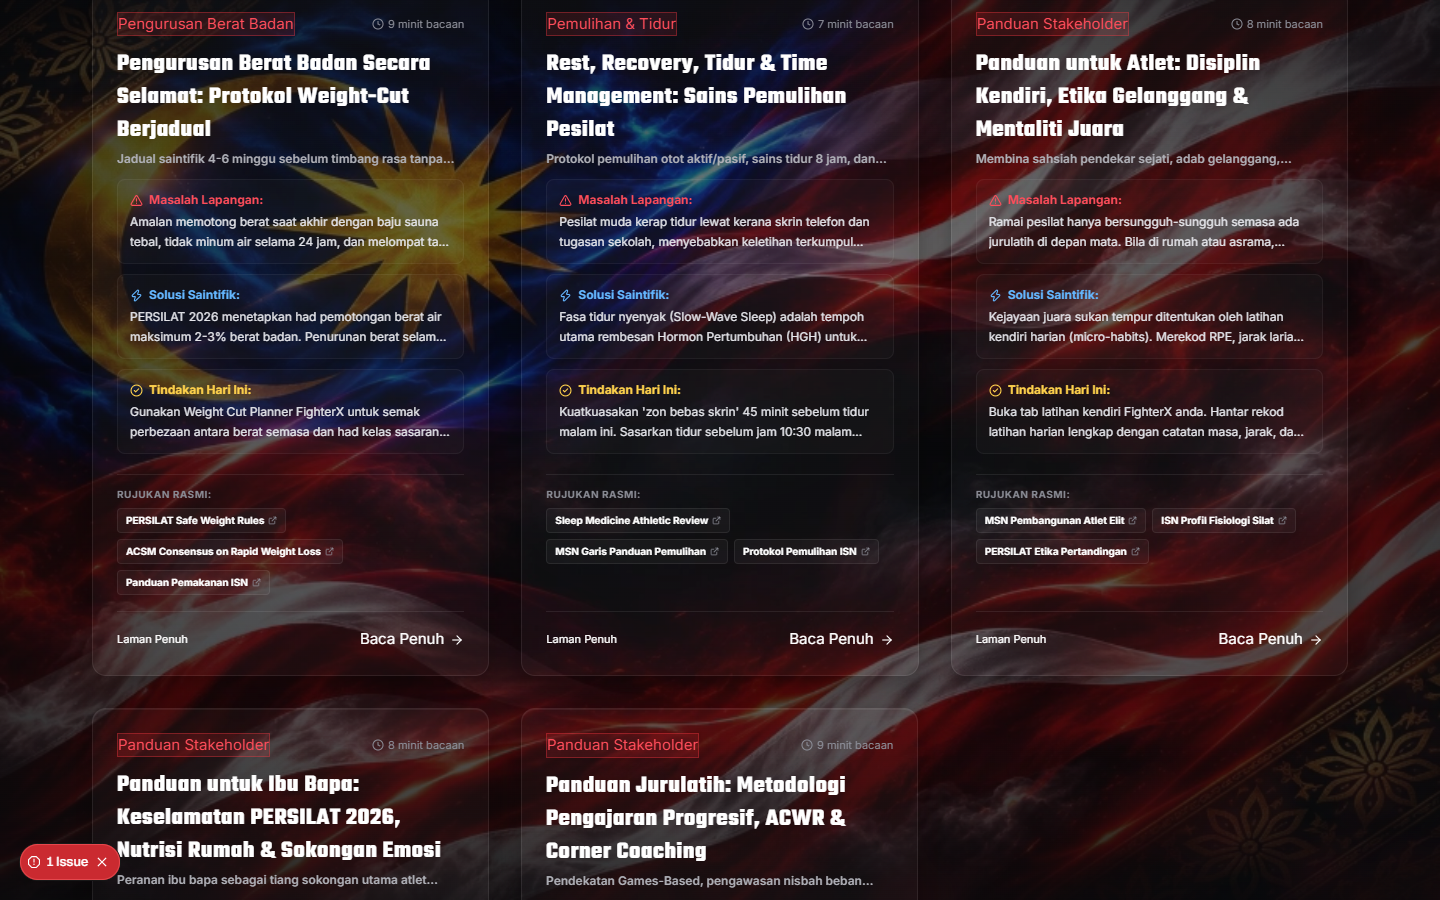 Pengurusan Berat Badan
9 minit bacaan
Pengurusan Berat Badan Secara
Selamat: Protokol Weight-Cut
Berjadual
Jadual saintifik 4-6 minggu sebelum timbang rasa tanpa...
Masalah Lapangan:
Amalan memotong berat saat akhir dengan baju sauna
tebal, tidak minum air selama 24 jam, dan melompat ta...
Solusi Saintifik:
PERSILAT 2026 menetapkan had pemotongan berat air
maksimum 2-3% berat badan. Penurunan berat selam...
Tindakan Hari Ini:
Gunakan Weight Cut Planner FighterX untuk semak
perbezaan antara berat semasa dan had kelas sasaran...
RUJUKAN RASMI:
PERSILAT Safe Weight Rules
ACSM Consensus on Rapid Weight Loss
Panduan Pemakanan ISN
Laman Penuh
Baca Penuh →
Pemulihan & Tidur
7 minit bacaan
Rest, Recovery, Tidur & Time
Management: Sains Pemulihan
Pesilat
Protokol pemulihan otot aktif/pasif, sains tidur 8 jam, dan...
Masalah Lapangan:
Pesilat muda kerap tidur lewat kerana skrin telefon dan
tugasan sekolah, menyebabkan keletihan terkumpul...
Solusi Saintifik:
Fasa tidur nyenyak (Slow-Wave Sleep) adalah tempoh
utama rembesan Hormon Pertumbuhan (HGH) untuk...
Tindakan Hari Ini:
Kuatkuasakan 'zon bebas skrin' 45 minit sebelum tidur
malam ini. Sasarkan tidur sebelum jam 10:30 malam...
RUJUKAN RASMI:
Sleep Medicine Athletic Review
MSN Garis Panduan Pemulihan
Protokol Pemulihan ISN
Laman Penuh
Baca Penuh →
Panduan Stakeholder
8 minit bacaan
Panduan untuk Atlet: Disiplin
Kendiri, Etika Gelanggang &
Mentaliti Juara
Membina sahsiah pendekar sejati, adab gelanggang,...
Masalah Lapangan:
Ramai pesilat hanya bersungguh-sungguh semasa ada
jurulatih di depan mata. Bila di rumah atau asrama,...
Solusi Saintifik:
Kejayaan juara sukan tempur ditentukan oleh latihan
kendiri harian (micro-habits). Merekod RPE, jarak laria...
Tindakan Hari Ini:
Buka tab latihan kendiri FighterX anda. Hantar rekod
latihan harian lengkap dengan catatan masa, jarak, da...
RUJUKAN RASMI:
MSN Pembangunan Atlet Elit
ISN Profil Fisiologi Silat
PERSILAT Etika Pertandingan
Laman Penuh
Baca Penuh →
Panduan Stakeholder
8 minit bacaan
Panduan untuk Ibu Bapa:
Keselamatan PERSILAT 2026,
Nutrisi Rumah & Sokongan Emosi
Peranan ibu bapa sebagai tiang sokongan utama atlet...
Panduan Stakeholder
9 minit bacaan
Panduan Jurulatih: Metodologi
Pengajaran Progresif, ACWR &
Corner Coaching
Pendekatan Games-Based, pengawasan nisbah beban...
1 Issue